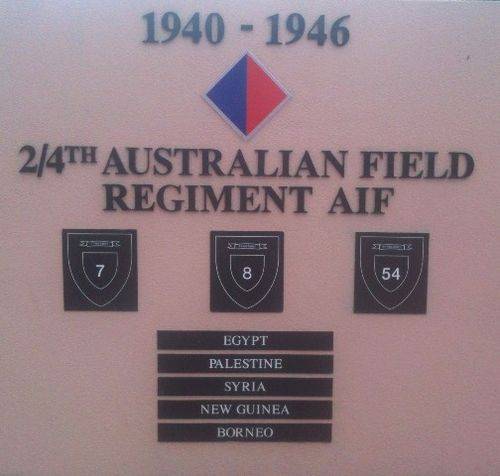 1940 - 1946
2/4TH AUSTRALIAN FIELD
REGIMENT AIF
7 8 54
EGYPT
PALESTINE
SYRIA
NEW GUINEA
BORNEO